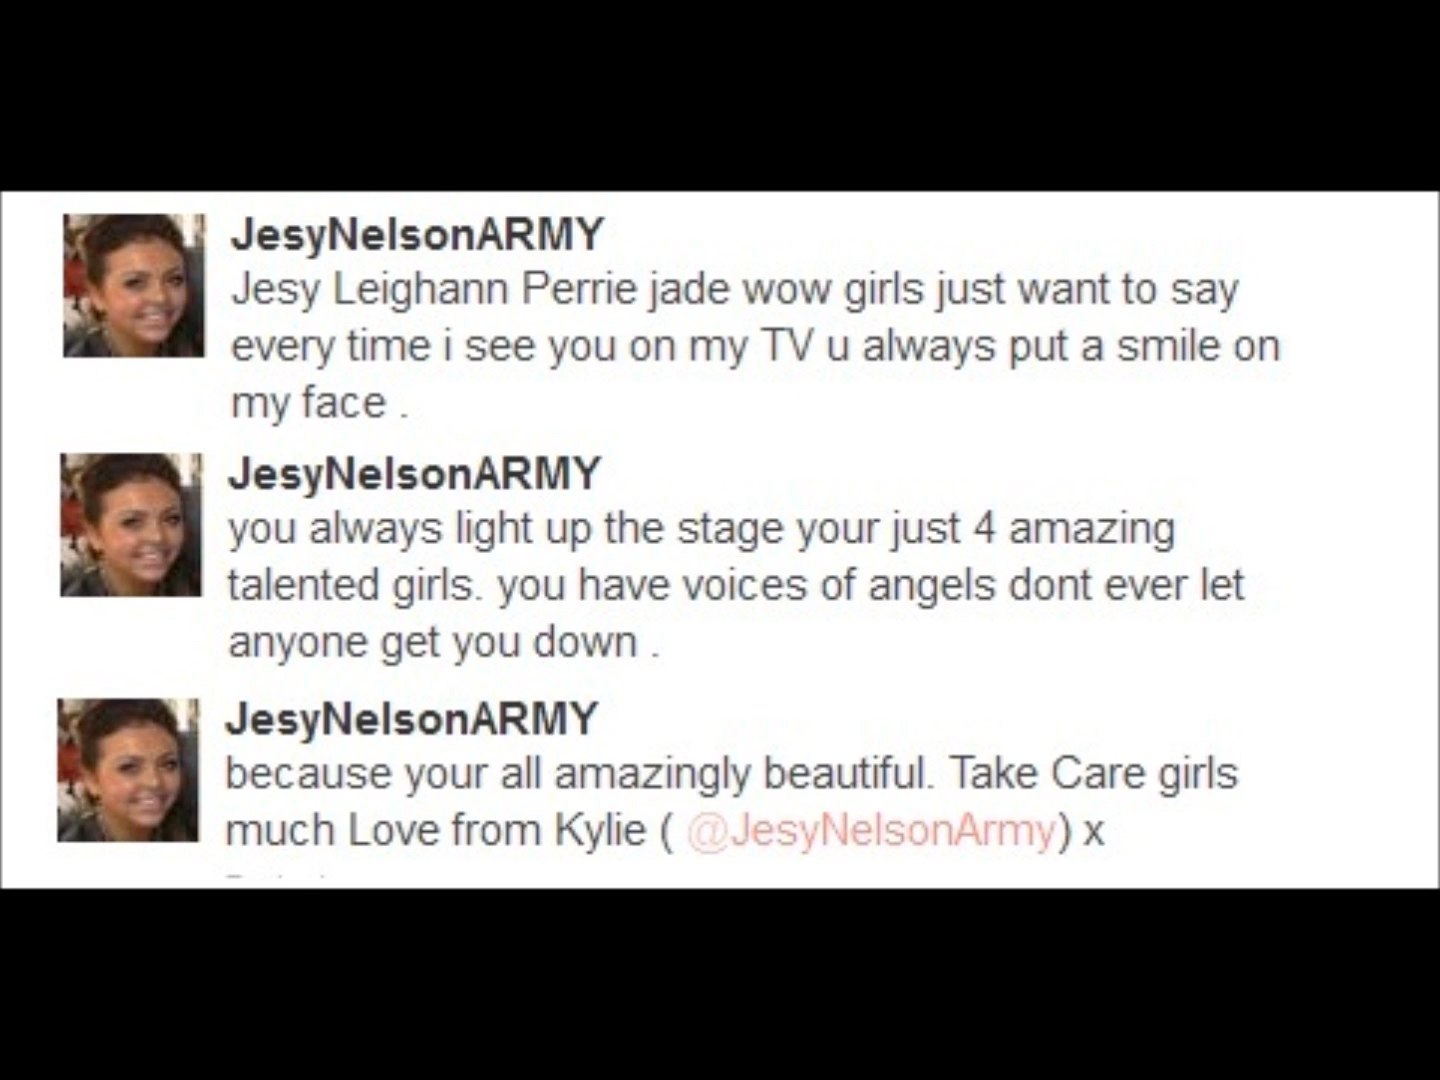 JesyNelsonARMY
Jesy Leighann Perrie jade wow girls just want to say
every time i see you on my TV u always put a smile on
my face .
JesyNelsonARMY
you always light up the stage your just 4 amazing
talented girls. you have voices of angels dont ever let
anyone get you down .
JesyNelsonARMY
because your all amazingly beautiful. Take Care girls
much Love from Kylie ( @JesyNelsonArmy) x